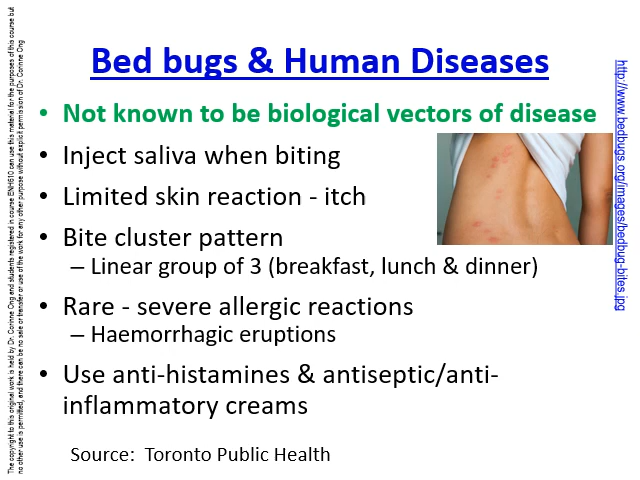 Bed bugs & Human Diseases
• Not known to be biological vectors of disease
• Inject saliva when biting
• Limited skin reaction - itch
• Bite cluster pattern
– Linear group of 3 (breakfast, lunch & dinner)
• Rare - severe allergic reactions
– Haemorrhagic eruptions
• Use anti-histamines & antiseptic/anti-
inflammatory creams
Source: Toronto Public Health
The copyright to this original work is held by Dr. Corinne Ong and students registered in course ENH610 can use this material for the purposes of this course but
no other use is permitted, and there can be no sale or transfer or use of the work for any other purpose without explicit permission of Dr. Corinne Ong
http://www.bedbugs.org/images/bedbug-bites.jpg